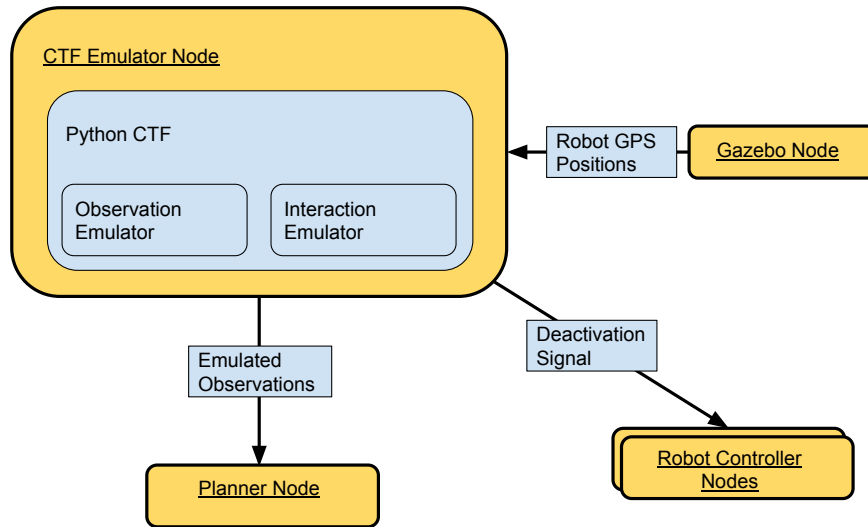 CTF Emulator Node
Python CTF
Observation
Emulator
Interaction
Emulator
Robot GPS
Positions
Gazebo Node
Emulated
Observations
Deactivation
Signal
Planner Node
Robot Controller
Nodes